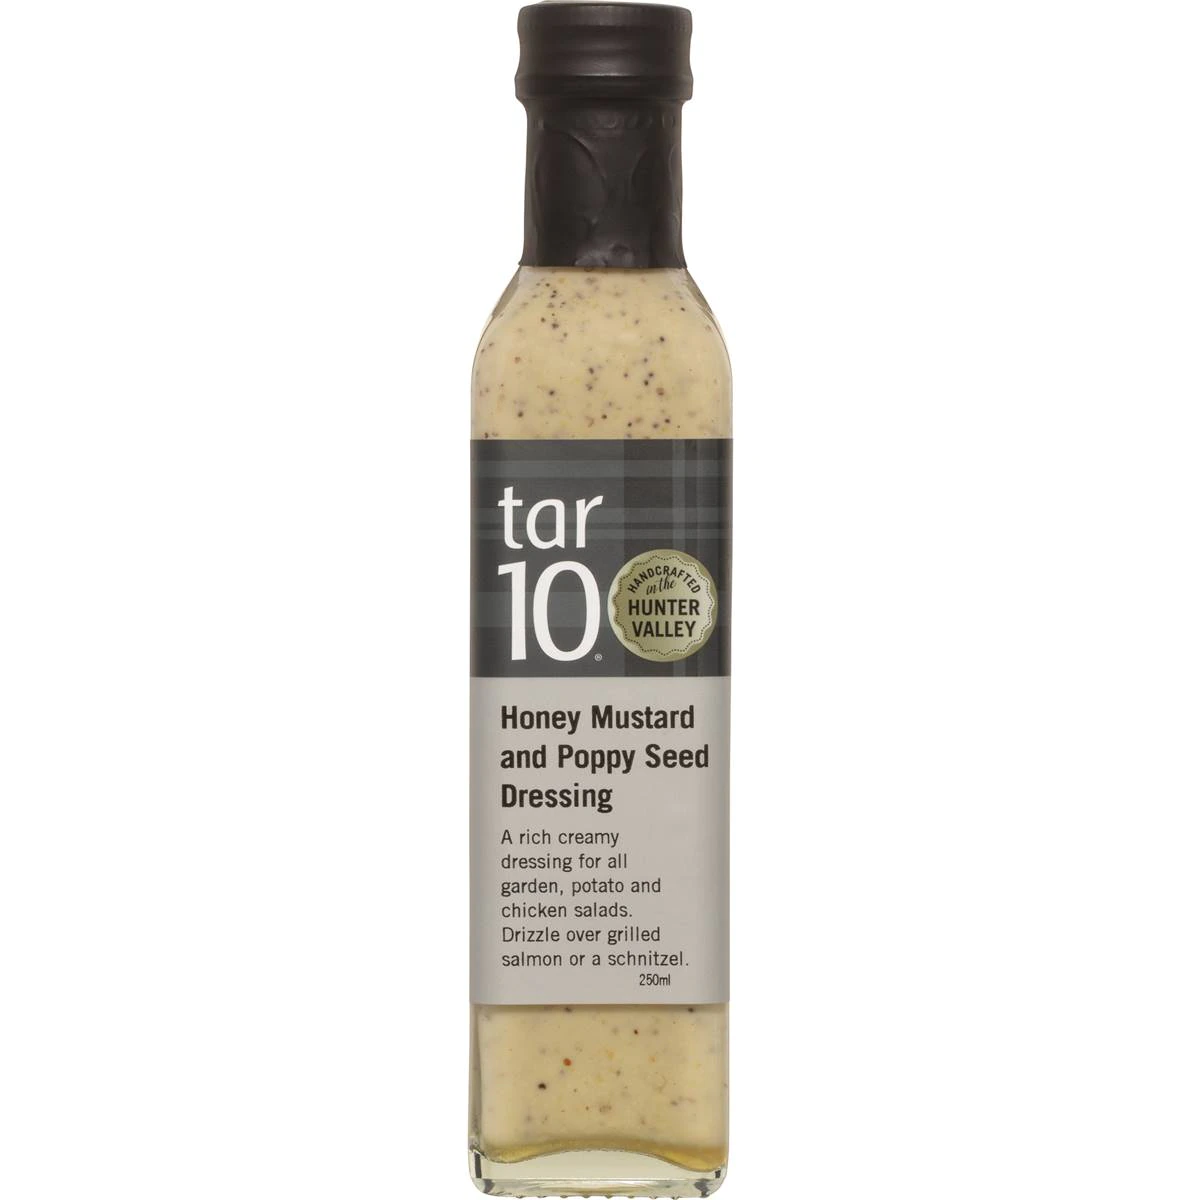 tar
10®
HANDCRAFTED
in the
HUNTER
VALLEY
Honey Mustard
and Poppy Seed
Dressing
A rich creamy
dressing for all
garden, potato and
chicken salads.
Drizzle over grilled
salmon or a schnitzel.
250ml